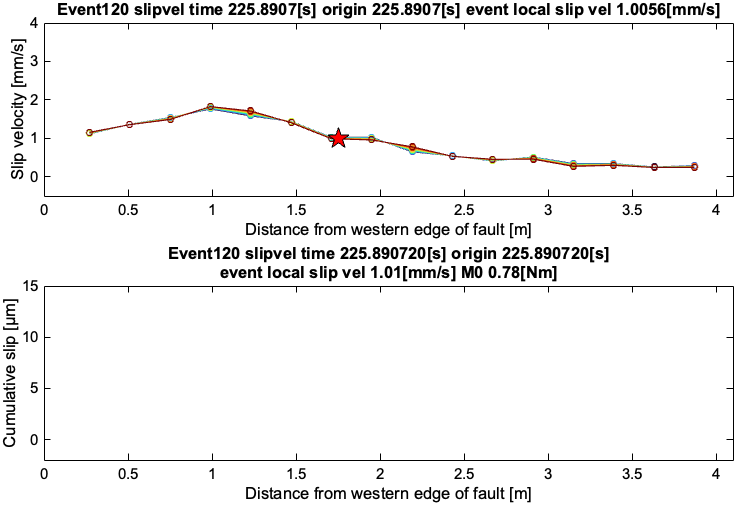 Event120 slipvel time 225.8907[s] origin 225.8907[s] event local slip vel 1.0056[mm/s]
4
3
2
1
0
Slip velocity [mm/s]
0 0.5 1 1.5 2 2.5 3 3.5 4
Distance from western edge of fault [m]
Event120 slipvel time 225.890720[s] origin 225.890720[s]
event local slip vel 1.01[mm/s] M0 0.78[Nm]
15
10
5
0
Cumulative slip [µm]
0 0.5 1 1.5 2 2.5 3 3.5 4
Distance from western edge of fault [m]